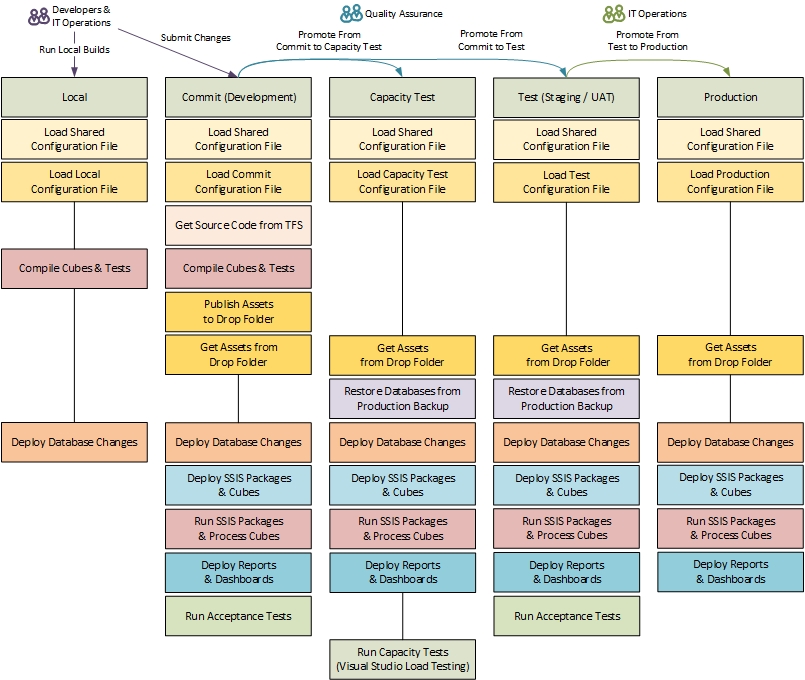 Developers &
IT Operations
Quality Assurance
IT Operations
Run Local Builds
Submit Changes
Promote From
Commit to Capacity Test
Promote From
Commit to Test
Promote From
Test to Production
Local
Load Shared
Configuration File
Load Local
Configuration File
Compile Cubes & Tests
Deploy Database Changes
Commit (Development)
Load Shared
Configuration File
Load Commit
Configuration File
Get Source Code from TFS
Compile Cubes & Tests
Publish Assets
to Drop Folder
Get Assets from
Drop Folder
Deploy Database Changes
Deploy SSIS Packages
& Cubes
Run SSIS Packages
& Process Cubes
Deploy Reports
& Dashboards
Run Acceptance Tests
Capacity Test
Load Shared
Configuration File
Load Capacity Test
Configuration File
Get Assets
from Drop Folder
Restore Databases from
Production Backup
Deploy Database Changes
Deploy SSIS Packages
& Cubes
Run SSIS Packages
& Process Cubes
Deploy Reports
& Dashboards
Run Capacity Tests
(Visual Studio Load Testing)
Test (Staging / UAT)
Load Shared
Configuration File
Load Test
Configuration File
Get Assets
from Drop Folder
Restore Databases from
Production Backup
Deploy Database Changes
Deploy SSIS Packages
& Cubes
Run SSIS Packages
& Process Cubes
Deploy Reports
& Dashboards
Run Acceptance Tests
Production
Load Shared
Configuration File
Load Production
Configuration File
Get Assets
from Drop Folder
Deploy Database Changes
Deploy SSIS Packages
& Cubes
Run SSIS Packages
& Process Cubes
Deploy Reports
& Dashboards